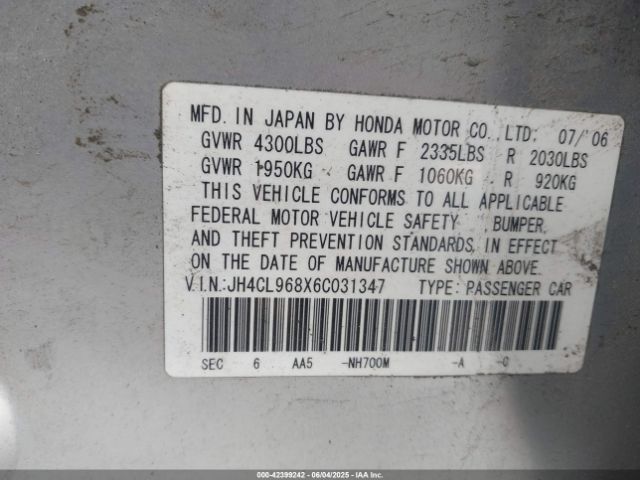 MFD. IN JAPAN BY HONDA MOTOR CO., LTD. 07/'06
GVWR 4300LBS GAWR F 2335LBS R 2030LBS
GVWR 1950KG GAWR F 1060KG R 920KG
THIS VEHICLE CONFORMS TO ALL APPLICABLE
FEDERAL MOTOR VEHICLE SAFETY, BUMPER,
AND THEFT PREVENTION STANDARDS IN EFFECT
ON THE DATE OF MANUFACTURE SHOWN ABOVE.
V.I.N.:JH4CL968X6C031347 TYPE: PASSENGER CAR
SEC 6 AA5 -NH700M -A -C
000-42399242 - 06/04/2025 - IAA Inc.